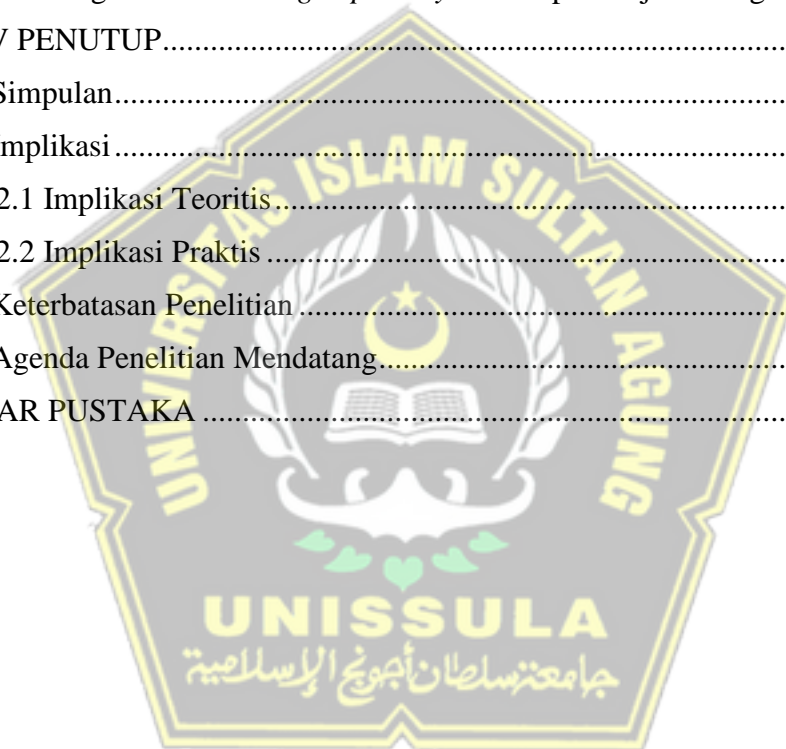 V PENUTUP...............................................................................
Simpulan....................................................................................
mplikasi....................................................................................
2.1 Implikasi Teoritis................................................................
2.2 Implikasi Praktis.................................................................
Keterbatasan Penelitian............................................................
Agenda Penelitian Mendatang..................................................
AR PUSTAKA.........................................................................
UNIVERSITAS ISLAM SULTAN AGUNG
UNISSULA
جامعة سلطان أجونج الإسلامية